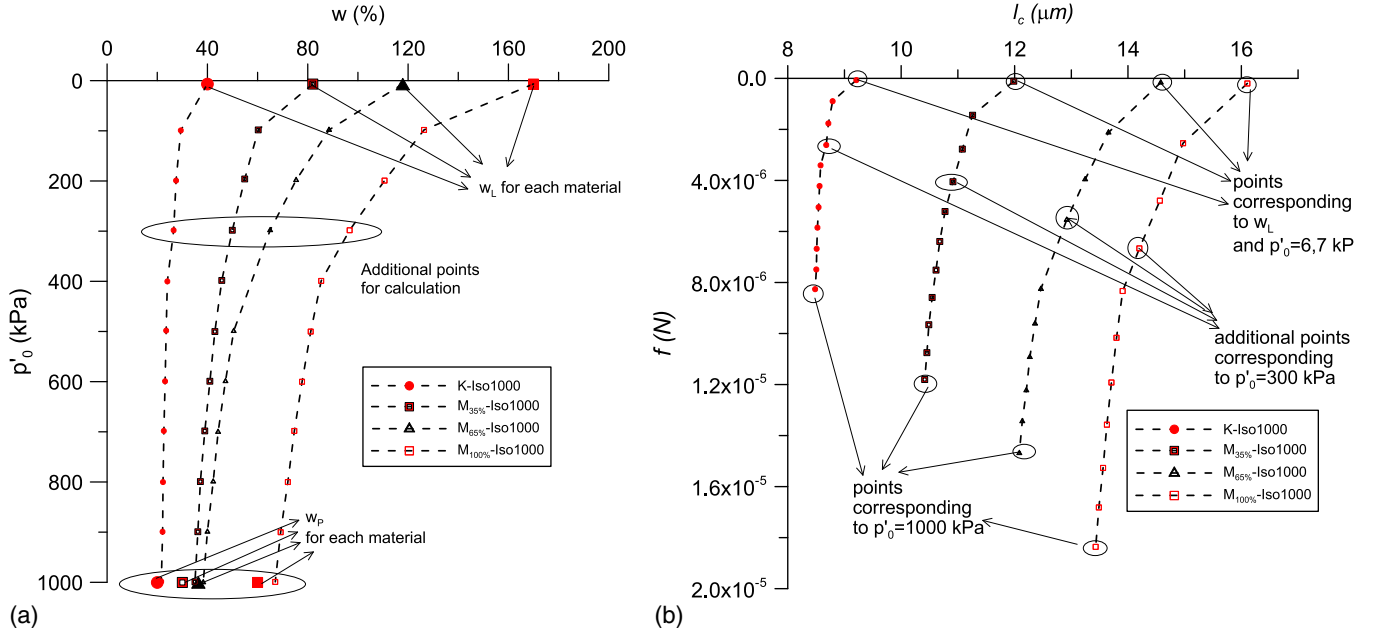 w (%)
0 40 80 120 160 200
p'₀ (kPa)
0
200
400
600
800
1000
w_L for each material
Additional points
for calculation
K-Iso1000
M₃₅%-Iso1000
M₆₅%-Iso1000
M₁₀₀%-Iso1000
w_P
for each material
(a)
l_c (μm)
8 10 12 14 16
f (N)
0.0
4.0x10⁻⁶
8.0x10⁻⁶
1.2x10⁻⁵
1.6x10⁻⁵
2.0x10⁻⁵
points
corresponding
to w_L
and p'₀=6,7 kP
additional points
corresponding
to p'₀=300 kPa
K-Iso1000
M₃₅%-Iso1000
M₆₅%-Iso1000
M₁₀₀%-Iso1000
points
corresponding
to p'₀=1000 kPa
(b)